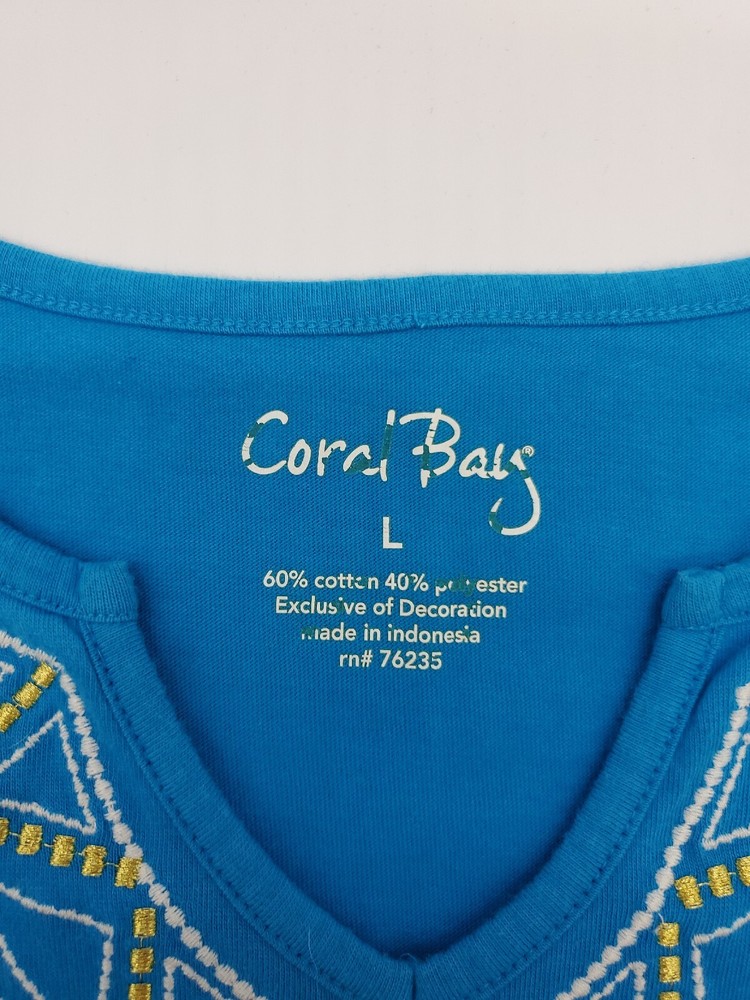 Coral Bay®
L
60% cotton 40% polyester
Exclusive of Decoration
made in indonesia
rn# 76235